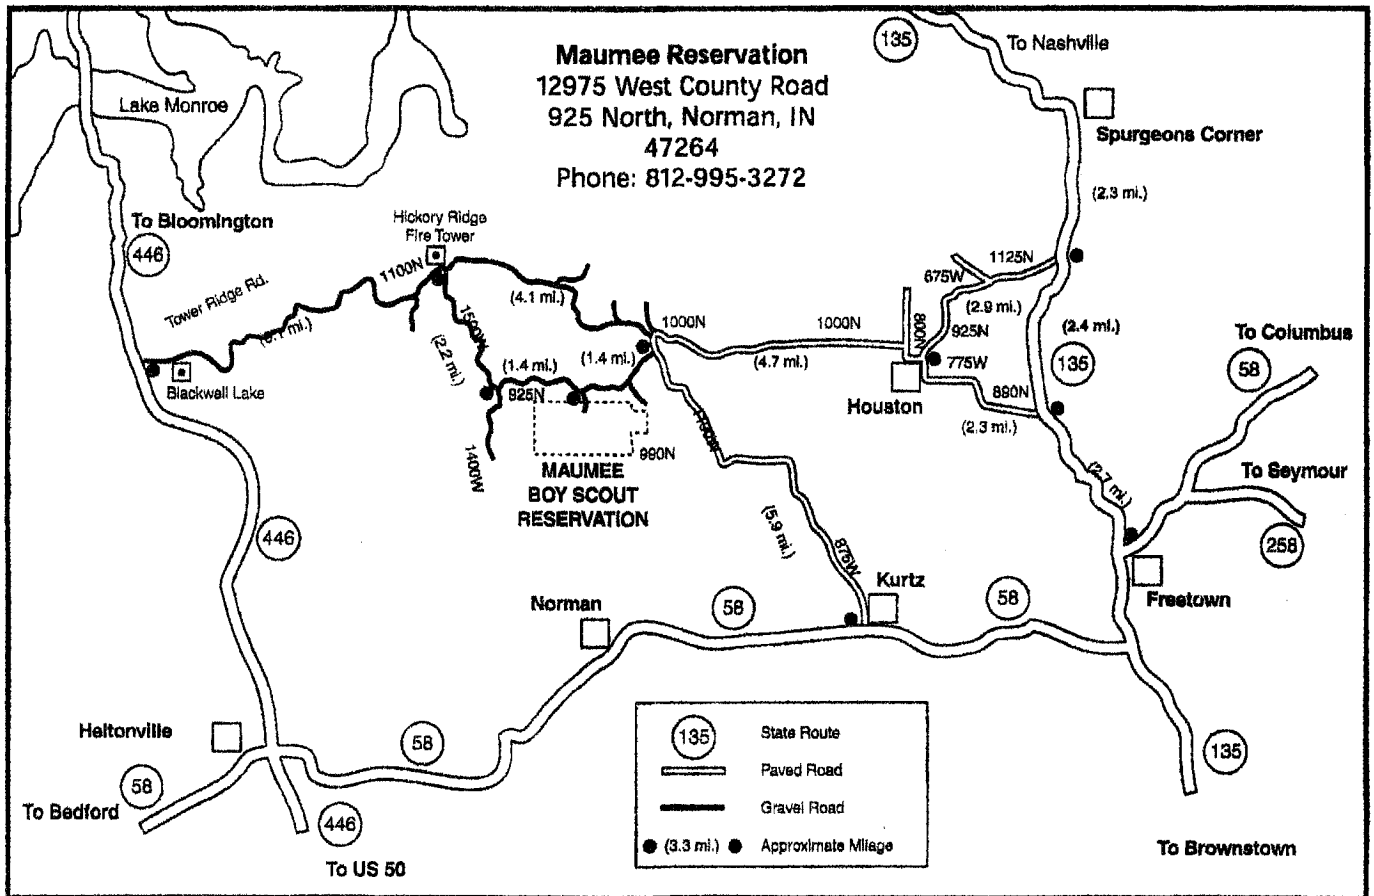 Maumee Reservation
12975 West County Road
925 North, Norman, IN
47264
Phone: 812-995-3272
135
To Nashville
Spurgeons Corner
(2.3 mi.)
Lake Monroe
To Bloomington
446
Hickory Ridge
Fire Tower
1100N
Tower Ridge Rd.
Blackwell Lake
1500W
(2.2 mi.)
(4.1 mi.)
(1.4 mi.)
(1.4 mi.)
925N
1400W
990N
MAUMEE
BOY SCOUT
RESERVATION
1000N
1000N
(4.7 mi.)
675W
1125N
(2.9 mi.)
800N
925N
775W
Houston
890N
(2.3 mi.)
(2.4 mi.)
135
To Columbus
58
To Seymour
258
(2.7 mi.)
Freetown
(5.9 mi.)
875W
Kurtz
58
58
Norman
446
Heltonville
58
To Bedford
58
446
To US 50
135
To Brownstown
135 State Route
Paved Road
Gravel Road
(3.3 mi.) Approximate Milage